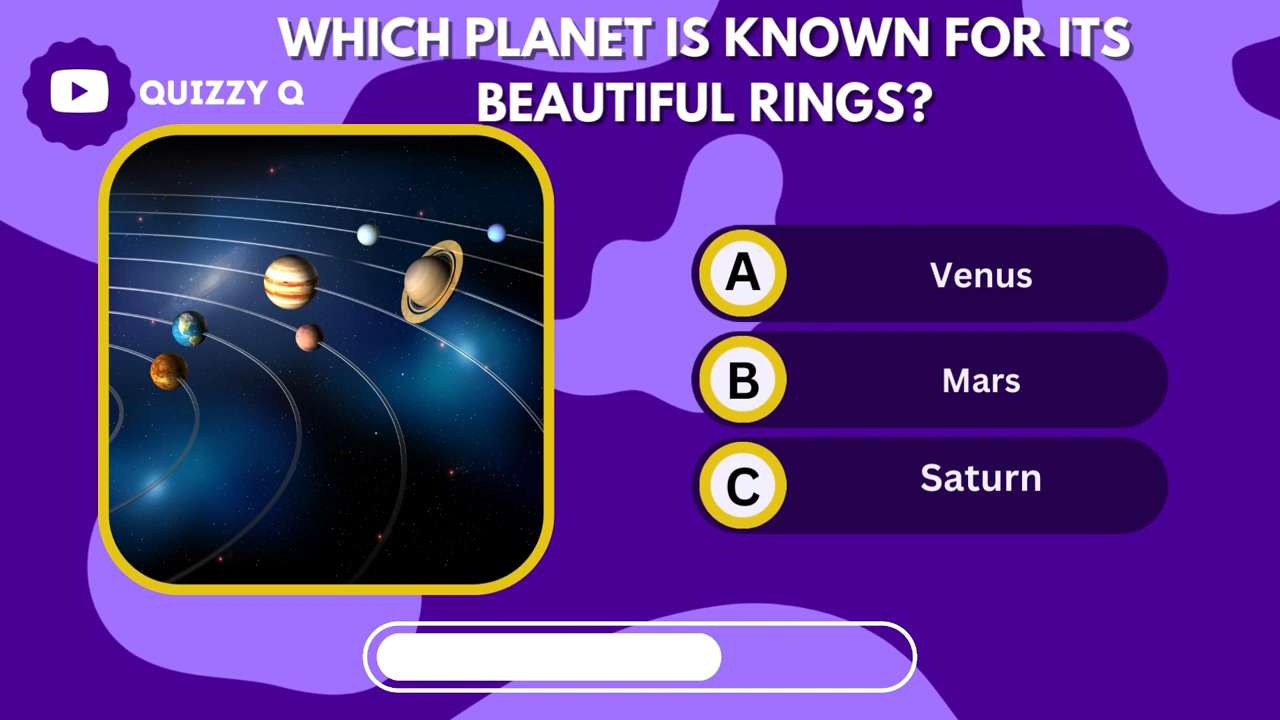 WHICH PLANET IS KNOWN FOR ITS
BEAUTIFUL RINGS?
QUIZZY Q
A Venus
B Mars
C Saturn